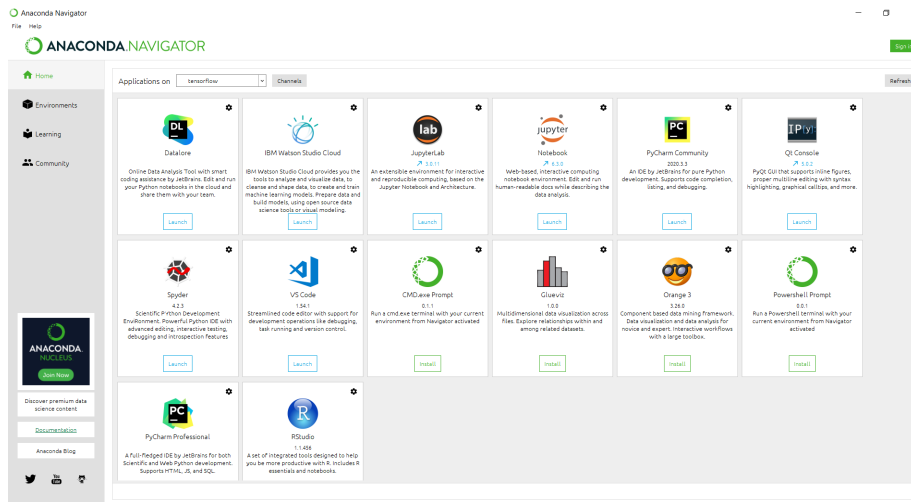 Anaconda Navigator
File Help
ANACONDA.NAVIGATOR
Sign i
Home
Environments
Learning
Community
ANACONDA.
NUCLEUS
Join Now
Discover premium data
science content
Documentation
Anaconda Blog
You
Tube
Applications on tensorflow Channels Refresh
DL
Datalore
Online Data Analysis Tool with smart
coding assistance by JetBrains. Edit and run
your Python notebooks in the cloud and
share them with your team.
Launch
IBM Watson Studio Cloud
IBM Watson Studio Cloud provides you the
tools to analyze and visualize data, to
cleanse and shape data, to create and train
machine learning models. Prepare data and
build models, using open source data
science tools or visual modeling.
Launch
lab
JupyterLab
3.0.11
An extensible environment for interactive
and reproducible computing, based on the
Jupyter Notebook and Architecture.
Launch
jupyter
Notebook
6.3.0
Web-based, interactive computing
notebook environment. Edit and run
human-readable docs while describing the
data analysis.
Launch
PC
PyCharm Community
2020.3.3
An IDE by JetBrains for pure Python
development. Supports code completion,
listing, and debugging.
Launch
IP[y]:
Qt Console
5.0.2
PyQt GUI that supports inline figures,
proper multiline editing with syntax
highlighting, graphical calltips, and more.
Launch
Spyder
4.2.3
Scientific PYthon Development
EnviRonment. Powerful Python IDE with
advanced editing, interactive testing,
debugging and introspection features
Launch
VS Code
1.54.1
Streamlined code editor with support for
development operations like debugging,
task running and version control.
Launch
CMD.exe Prompt
0.1.1
Run a cmd.exe terminal with your current
environment from Navigator activated
Install
Glueviz
1.0.0
Multidimensional data visualization across
files. Explore relationships within and
among related datasets.
Install
Orange 3
3.26.0
Component based data mining framework.
Data visualization and data analysis for
novice and expert. Interactive workflows
with a large toolbox.
Install
Powershell Prompt
0.0.1
Run a Powershell terminal with your
current environment from Navigator
activated
Install
PC
PyCharm Professional
A full-fledged IDE by JetBrains for both
Scientific and Web Python development.
Supports HTML, JS, and SQL.
R
RStudio
1.1.456
A set of integrated tools designed to help
you be more productive with R. Includes R
essentials and notebooks.